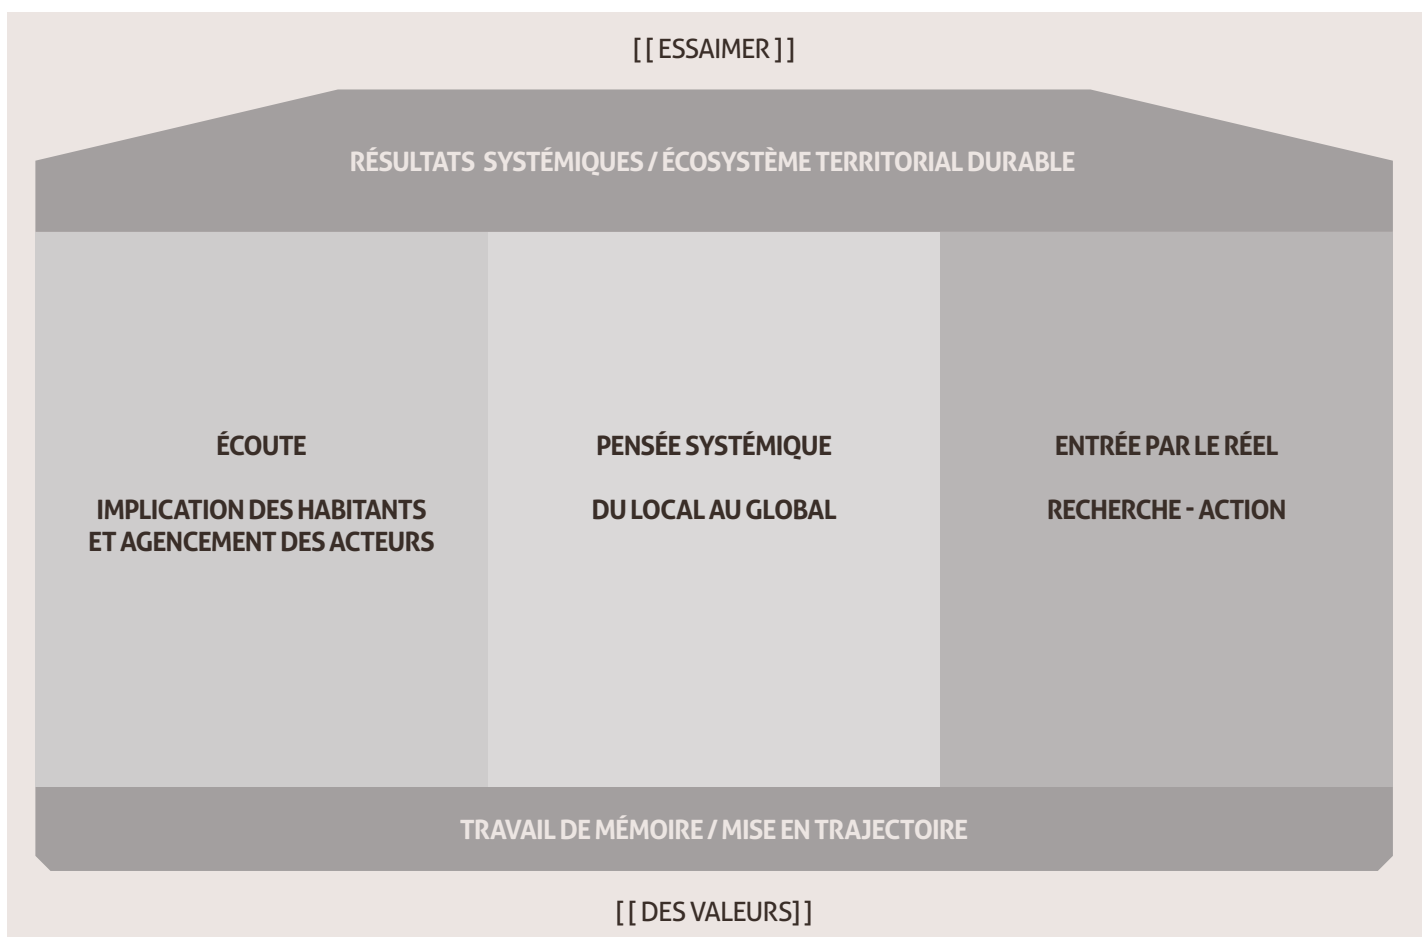 [ [ ESSAIMER ] ]
RÉSULTATS SYSTÉMIQUES / ÉCOSYSTÈME TERRITORIAL DURABLE
ÉCOUTE
IMPLICATION DES HABITANTS
ET AGENCEMENT DES ACTEURS
PENSÉE SYSTÉMIQUE
DU LOCAL AU GLOBAL
ENTRÉE PAR LE RÉEL
RECHERCHE - ACTION
TRAVAIL DE MÉMOIRE / MISE EN TRAJECTOIRE
[ [ DES VALEURS] ]